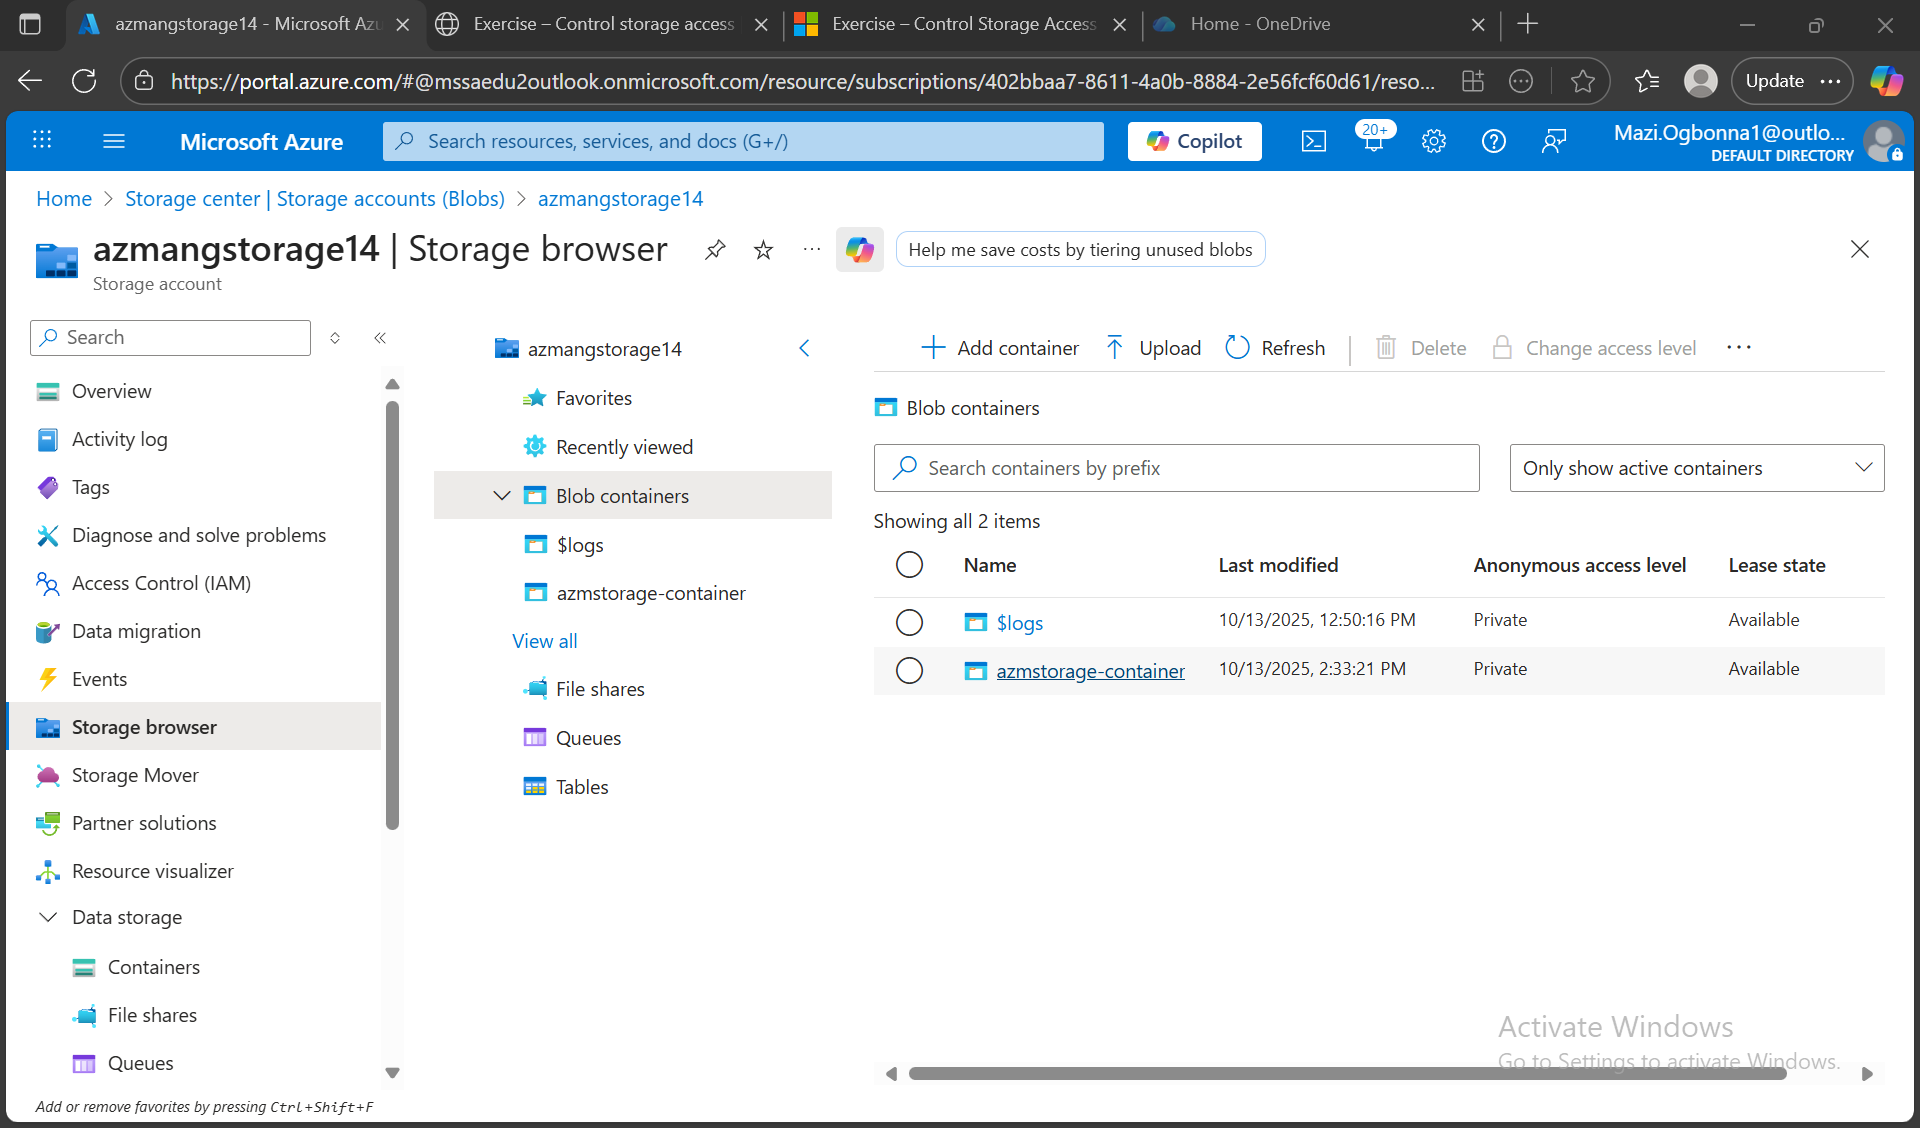 azmangstorage14 - Microsoft Azu
Exercise – Control storage access
Exercise – Control Storage Access
Home - OneDrive
https://portal.azure.com/#@mssaedu2outlook.onmicrosoft.com/resource/subscriptions/402bbaa7-8611-4a0b-8884-2e56fcf60d61/reso...
Update
Microsoft Azure
Search resources, services, and docs (G+/)
Copilot
20+
Mazi.Ogbonna1@outlo...
DEFAULT DIRECTORY
Home > Storage center | Storage accounts (Blobs) > azmangstorage14
azmangstorage14 | Storage browser
Storage account
Help me save costs by tiering unused blobs
Search
Overview
Activity log
Tags
Diagnose and solve problems
Access Control (IAM)
Data migration
Events
Storage browser
Storage Mover
Partner solutions
Resource visualizer
Data storage
Containers
File shares
Queues
Add or remove favorites by pressing Ctrl+Shift+F
azmangstorage14
Favorites
Recently viewed
Blob containers
$logs
azmstorage-container
View all
File shares
Queues
Tables
Add container Upload Refresh Delete Change access level
Blob containers
Search containers by prefix
Only show active containers
Showing all 2 items
Name Last modified Anonymous access level Lease state
$logs 10/13/2025, 12:50:16 PM Private Available
azmstorage-container 10/13/2025, 2:33:21 PM Private Available
Activate Windows
Go to Settings to activate Windows.